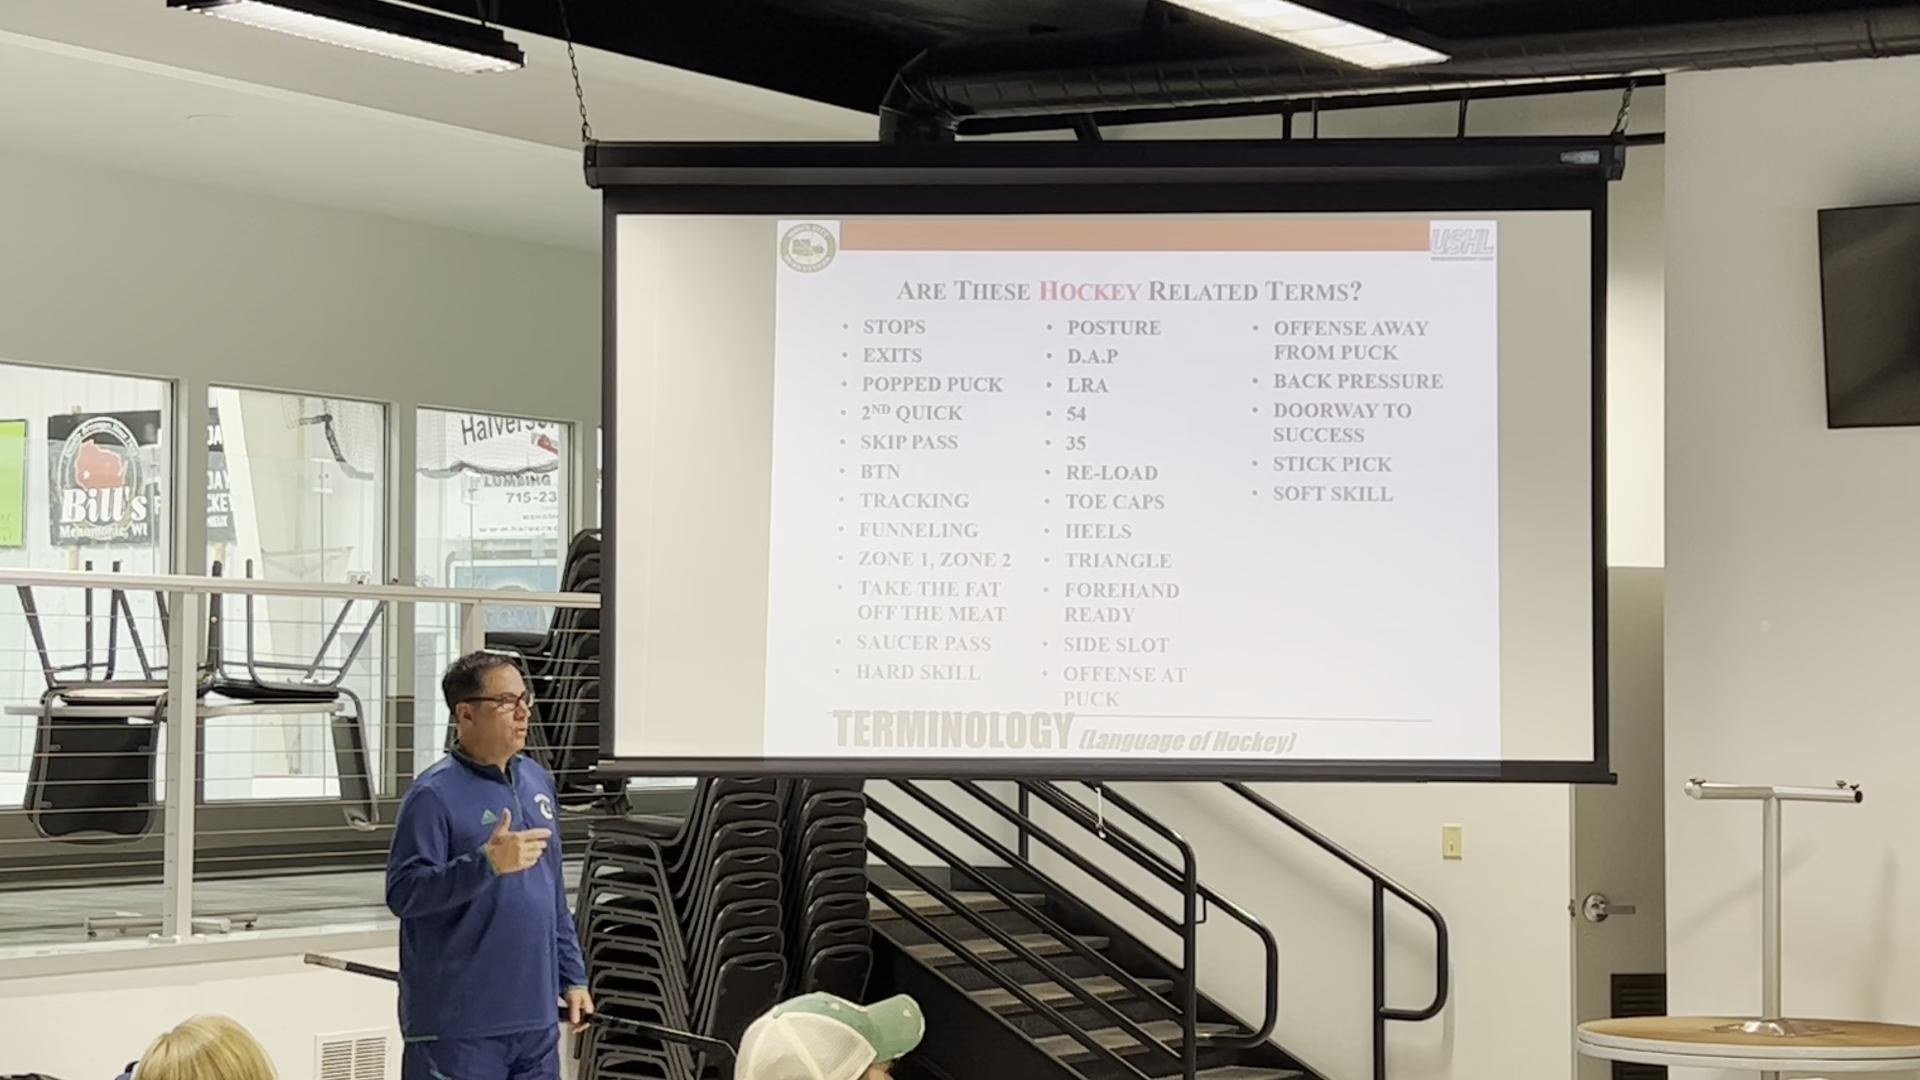 USHL
ARE THESE HOCKEY RELATED TERMS?
• STOPS
• EXITS
• POPPED PUCK
• 2ND QUICK
• SKIP PASS
• BTN
• TRACKING
• FUNNELING
• ZONE 1, ZONE 2
• TAKE THE FAT
OFF THE MEAT
• SAUCER PASS
• HARD SKILL
• POSTURE
• D.A.P
• LRA
• 54
• 35
• RE-LOAD
• TOE CAPS
• HEELS
• TRIANGLE
• FOREHAND
READY
• SIDE SLOT
• OFFENSE AT
PUCK
• OFFENSE AWAY
FROM PUCK
• BACK PRESSURE
• DOORWAY TO
SUCCESS
• STICK PICK
• SOFT SKILL
TERMINOLOGY (Language of Hockey)
Bill's
Menomonie, WI
Halverson
LUMBING
715-23